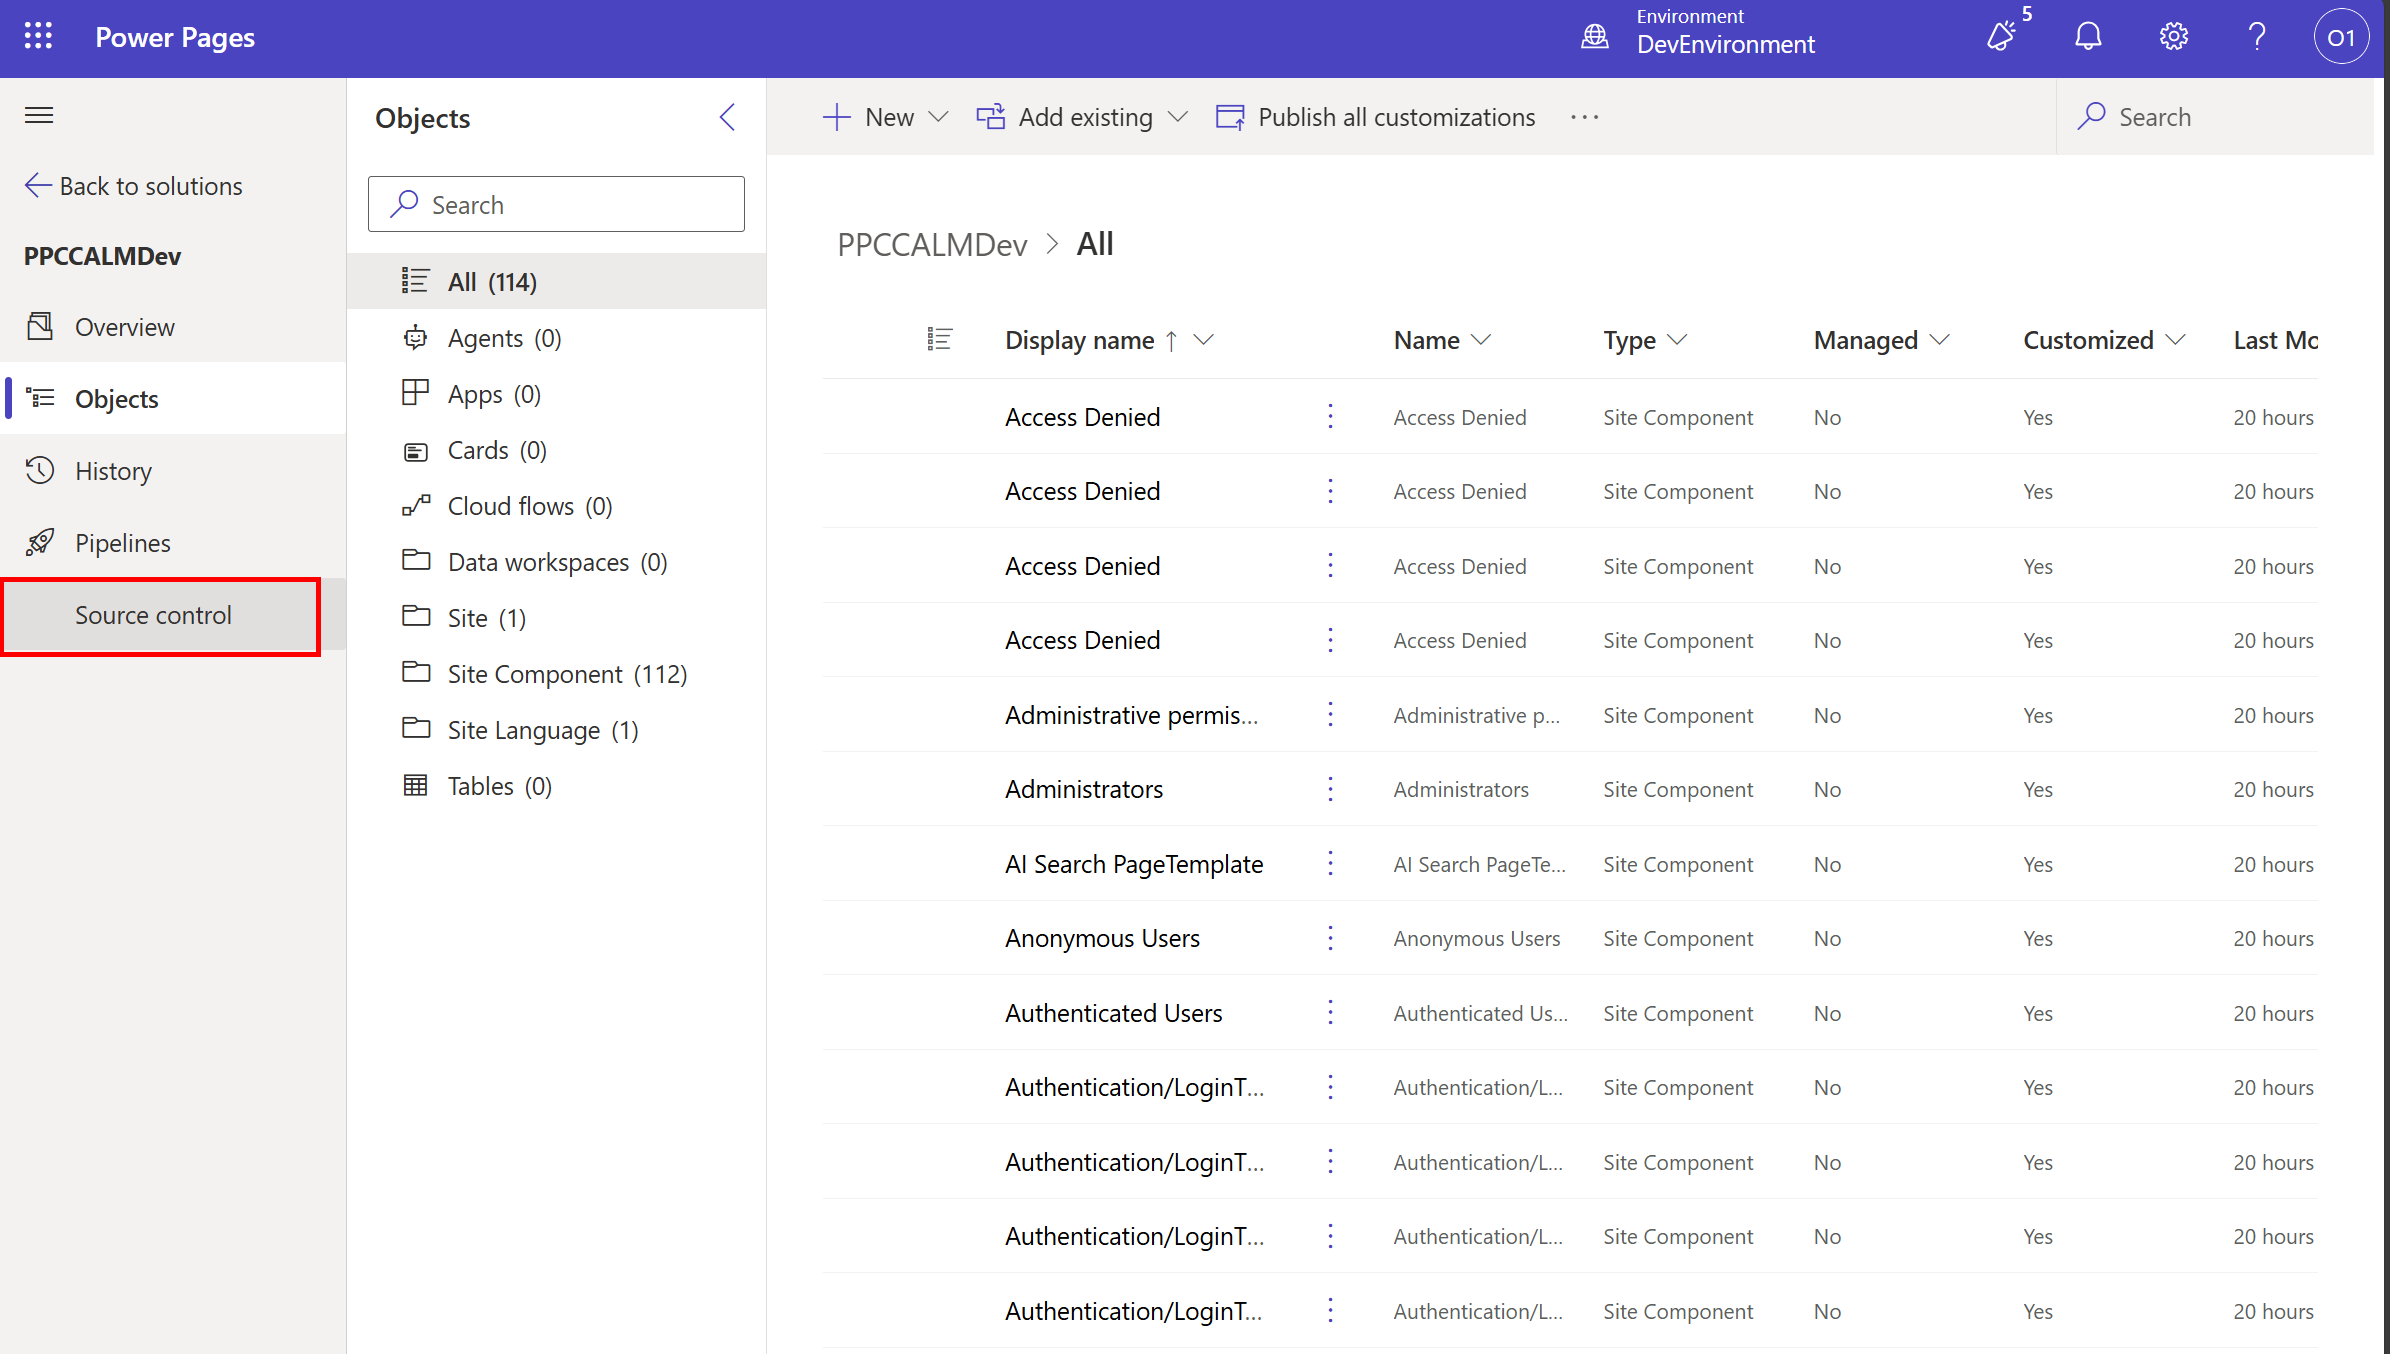 Power Pages
Environment
DevEnvironment
5
?
O1
Back to solutions
PPCCALMDev
Overview
Objects
History
Pipelines
Source control
Objects
Search
All (114)
Agents (0)
Apps (0)
Cards (0)
Cloud flows (0)
Data workspaces (0)
Site (1)
Site Component (112)
Site Language (1)
Tables (0)
New
Add existing
Publish all customizations
...
Search
PPCCALMDev > All
Display name ↑ Name Type Managed Customized Last Mo
Access Denied Access Denied Site Component No Yes 20 hours
Access Denied Access Denied Site Component No Yes 20 hours
Access Denied Access Denied Site Component No Yes 20 hours
Access Denied Access Denied Site Component No Yes 20 hours
Administrative permis... Administrative p... Site Component No Yes 20 hours
Administrators Administrators Site Component No Yes 20 hours
AI Search PageTemplate AI Search PageTe... Site Component No Yes 20 hours
Anonymous Users Anonymous Users Site Component No Yes 20 hours
Authenticated Users Authenticated Us... Site Component No Yes 20 hours
Authentication/LoginT... Authentication/L... Site Component No Yes 20 hours
Authentication/LoginT... Authentication/L... Site Component No Yes 20 hours
Authentication/LoginT... Authentication/L... Site Component No Yes 20 hours
Authentication/LoginT... Authentication/L... Site Component No Yes 20 hours